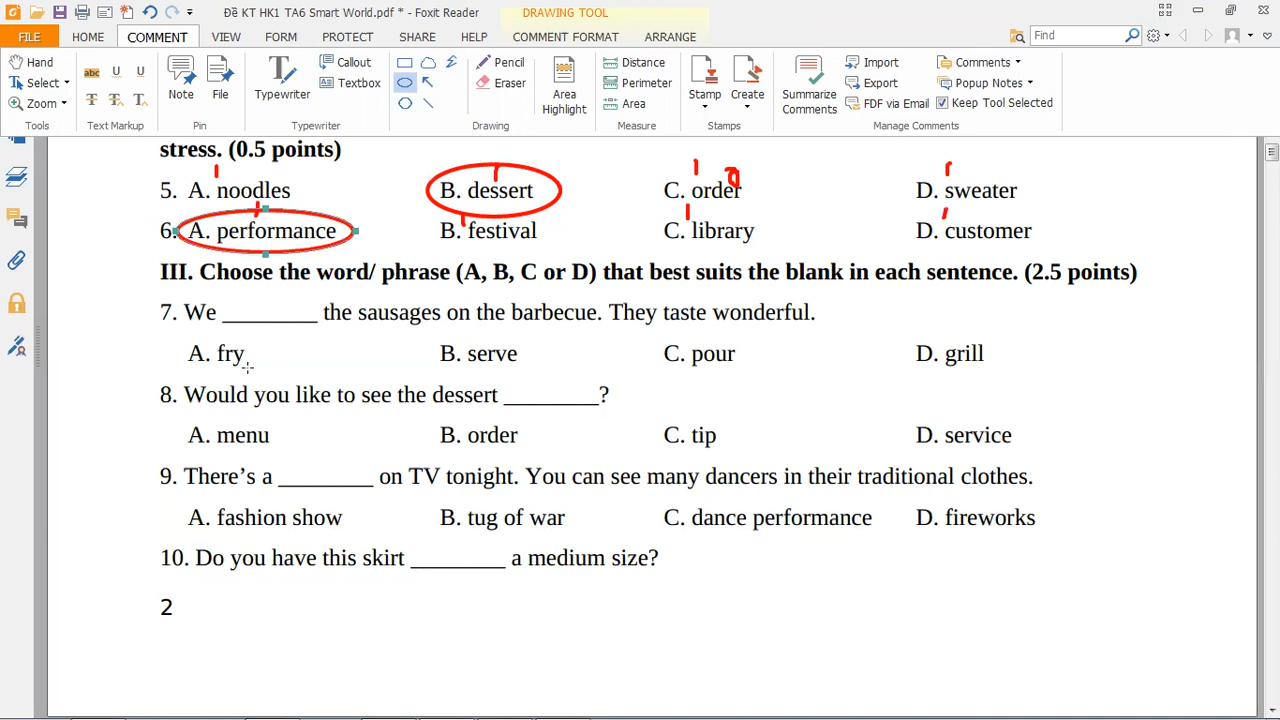 Đề KT HK1 TA6 Smart World.pdf * - Foxit Reader
DRAWING TOOL
FILE HOME COMMENT VIEW FORM PROTECT SHARE HELP COMMENT FORMAT ARRANGE Find
Hand Select Zoom Tools
abc U U T T T Text Markup
Note File Pin
Typewriter Callout Textbox Typewriter
Pencil Eraser Area Highlight Drawing
Distance Perimeter Area Measure
Stamp Create Stamps
Summarize Comments Import Export FDF via Email Comments Popup Notes Keep Tool Selected Manage Comments
stress. (0.5 points)
5. A. noodles B. dessert C. order D. sweater
6. A. performance B. festival C. library D. customer
III. Choose the word/ phrase (A, B, C or D) that best suits the blank in each sentence. (2.5 points)
7. We ________ the sausages on the barbecue. They taste wonderful.
A. fry B. serve C. pour D. grill
8. Would you like to see the dessert ________?
A. menu B. order C. tip D. service
9. There’s a ________ on TV tonight. You can see many dancers in their traditional clothes.
A. fashion show B. tug of war C. dance performance D. fireworks
10. Do you have this skirt ________ a medium size?
2